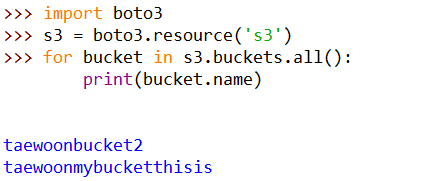 >>> import boto3
>>> s3 = boto3.resource('s3')
>>> for bucket in s3.buckets.all():
        print(bucket.name)
taewoonbucket2
taewoonmybucketthisis